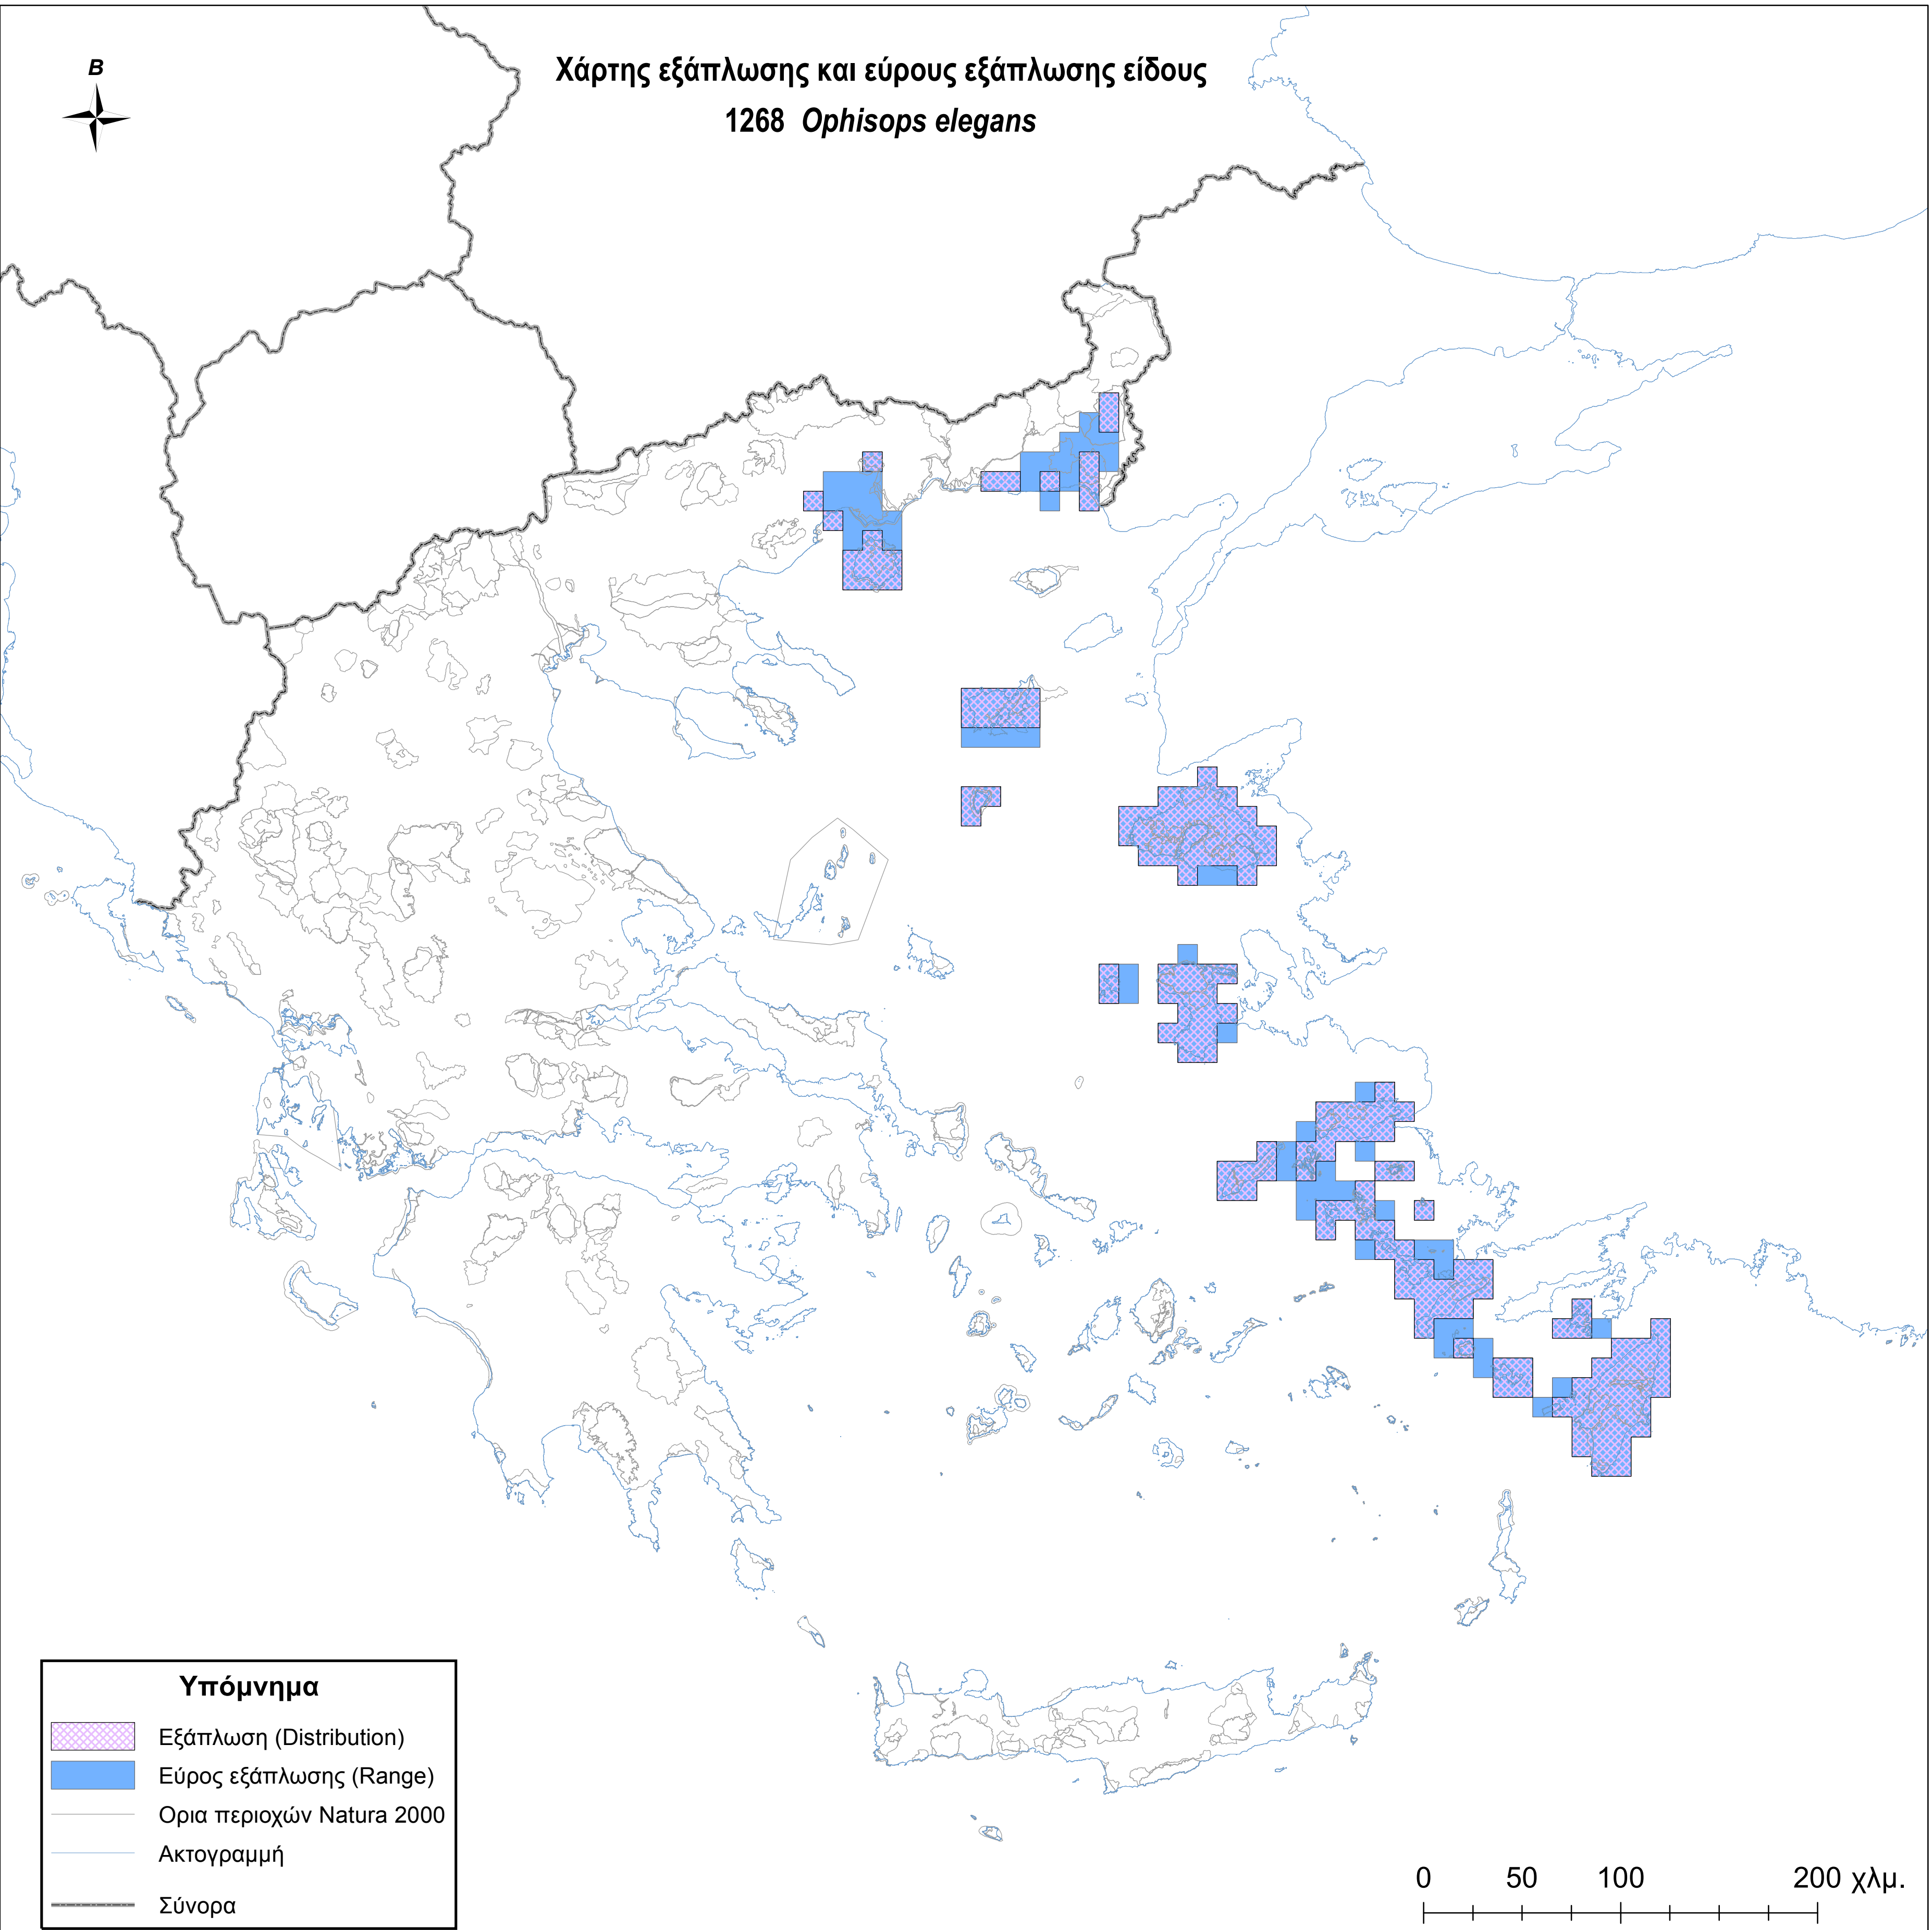 Β
Χάρτης εξάπλωσης και εύρους εξάπλωσης είδους
1268 Ophisops elegans
Υπόμνημα
Εξάπλωση (Distribution)
Εύρος εξάπλωσης (Range)
Ορια περιοχών Natura 2000
Ακτογραμμή
Σύνορα
0 50 100 200 χλμ.